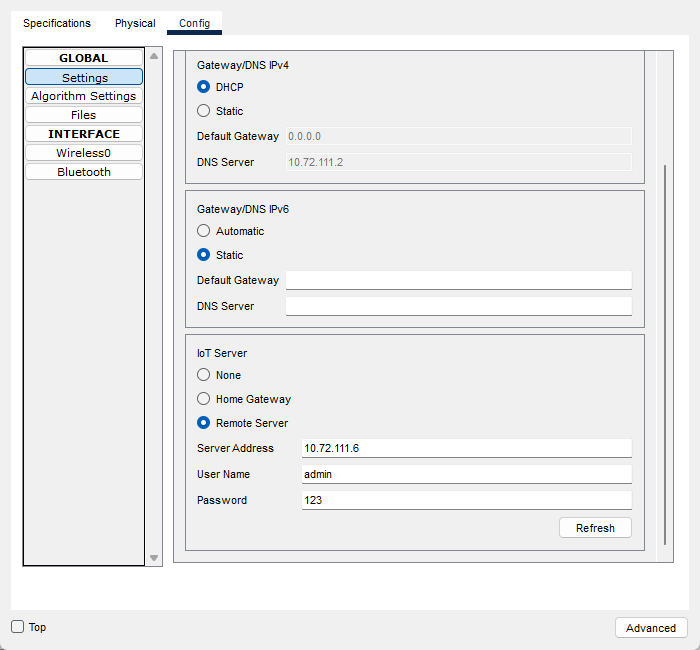 Specifications Physical Config
GLOBAL
Settings
Algorithm Settings
Files
INTERFACE
Wireless0
Bluetooth
Gateway/DNS IPv4
DHCP
Static
Default Gateway 0.0.0.0
DNS Server 10.72.111.2
Gateway/DNS IPv6
Automatic
Static
Default Gateway
DNS Server
IoT Server
None
Home Gateway
Remote Server
Server Address 10.72.111.6
User Name admin
Password 123
Refresh
Top
Advanced